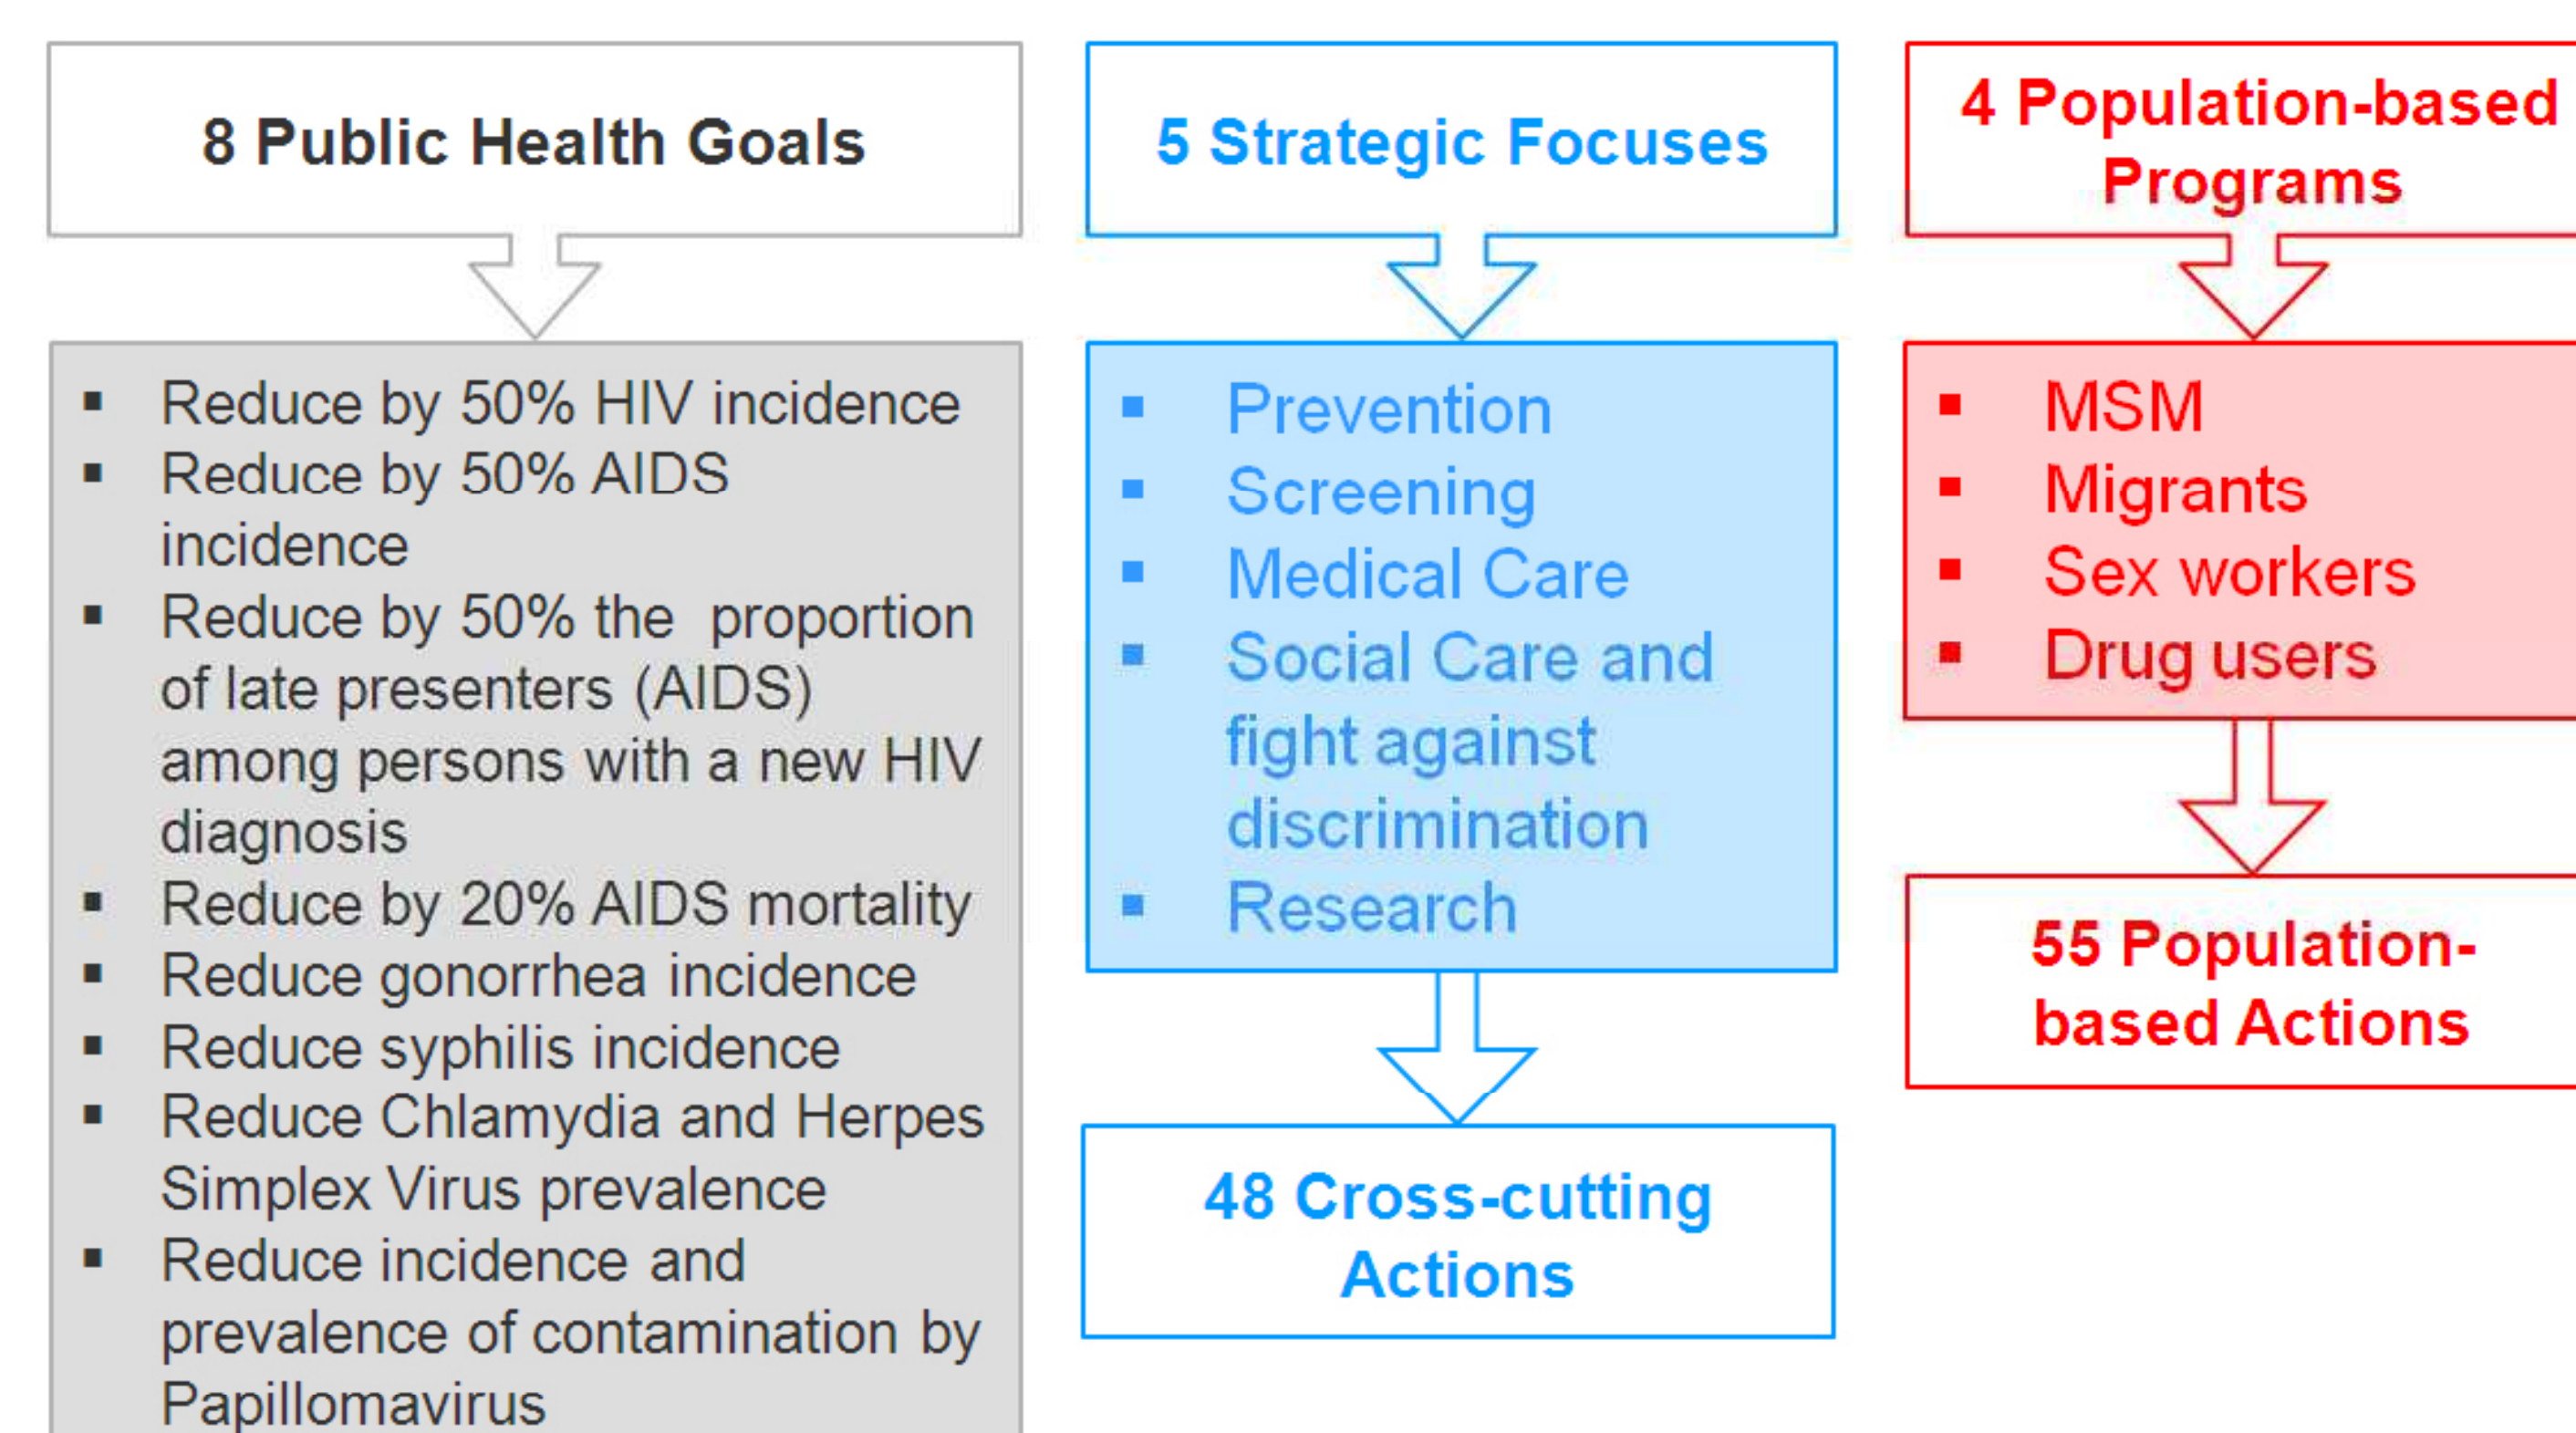 8 Public Health Goals
▪ Reduce by 50% HIV incidence
▪ Reduce by 50% AIDS
incidence
▪ Reduce by 50% the  proportion
of late presenters (AIDS)
among persons with a new HIV
diagnosis
▪ Reduce by 20% AIDS mortality
▪ Reduce gonorrhea incidence
▪ Reduce syphilis incidence
▪ Reduce Chlamydia and Herpes
Simplex Virus prevalence
▪ Reduce incidence and
prevalence of contamination by
Papillomavirus
5 Strategic Focuses
▪ Prevention
▪ Screening
▪ Medical Care
▪ Social Care and
fight against
discrimination
▪ Research
48 Cross-cutting
Actions
4 Population-based
Programs
▪ MSM
▪ Migrants
▪ Sex workers
▪ Drug users
55 Population-
based Actions